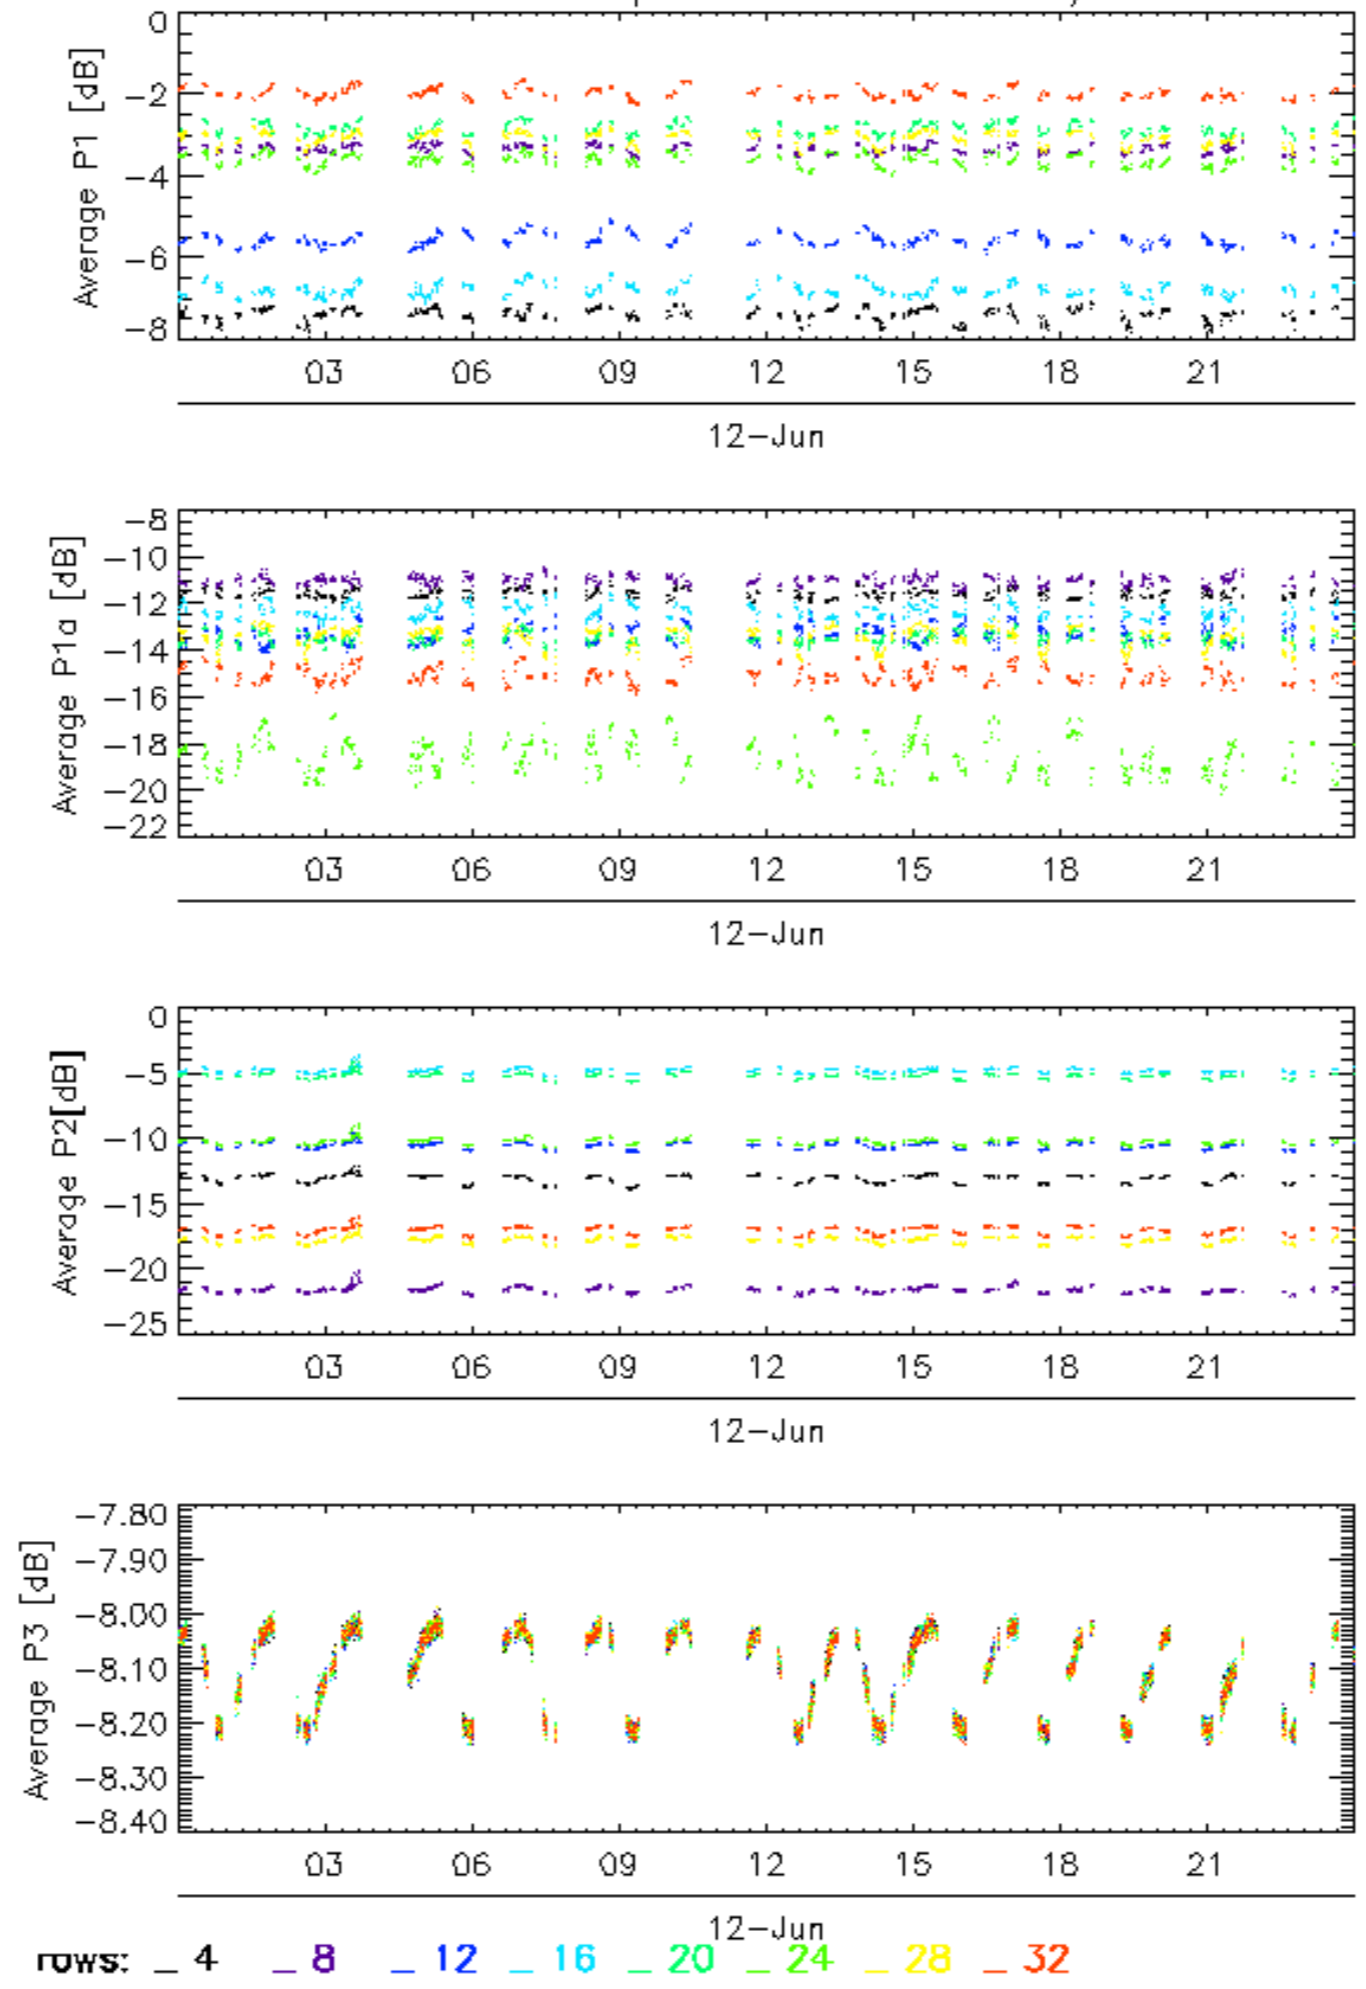 Average P1 [dB]
0
−2
−4
−6
−8
03 06 09 12 15 18 21
12−Jun
Average P1a [dB]
−8
−10
−12
−14
−16
−18
−20
−22
03 06 09 12 15 18 21
12−Jun
Average P2[dB]
0
−5
−10
−15
−20
−25
03 06 09 12 15 18 21
12−Jun
Average P3 [dB]
−7.80
−7.90
−8.00
−8.10
−8.20
−8.30
−8.40
03 06 09 12 15 18 21
12−Jun
rows: _ 4 _ 8 _ 12 _ 16 _ 20 _ 24 _ 28 _ 32